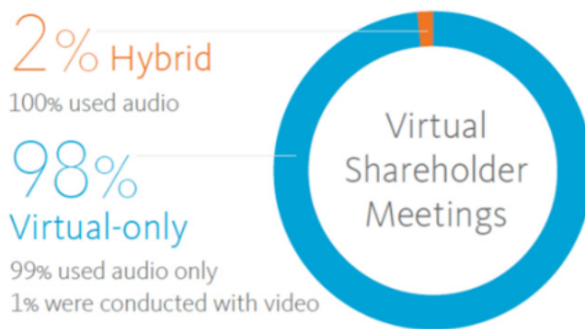 2% Hybrid
100% used audio
98%
Virtual-only
99% used audio only
1% were conducted with video
Virtual
Shareholder
Meetings